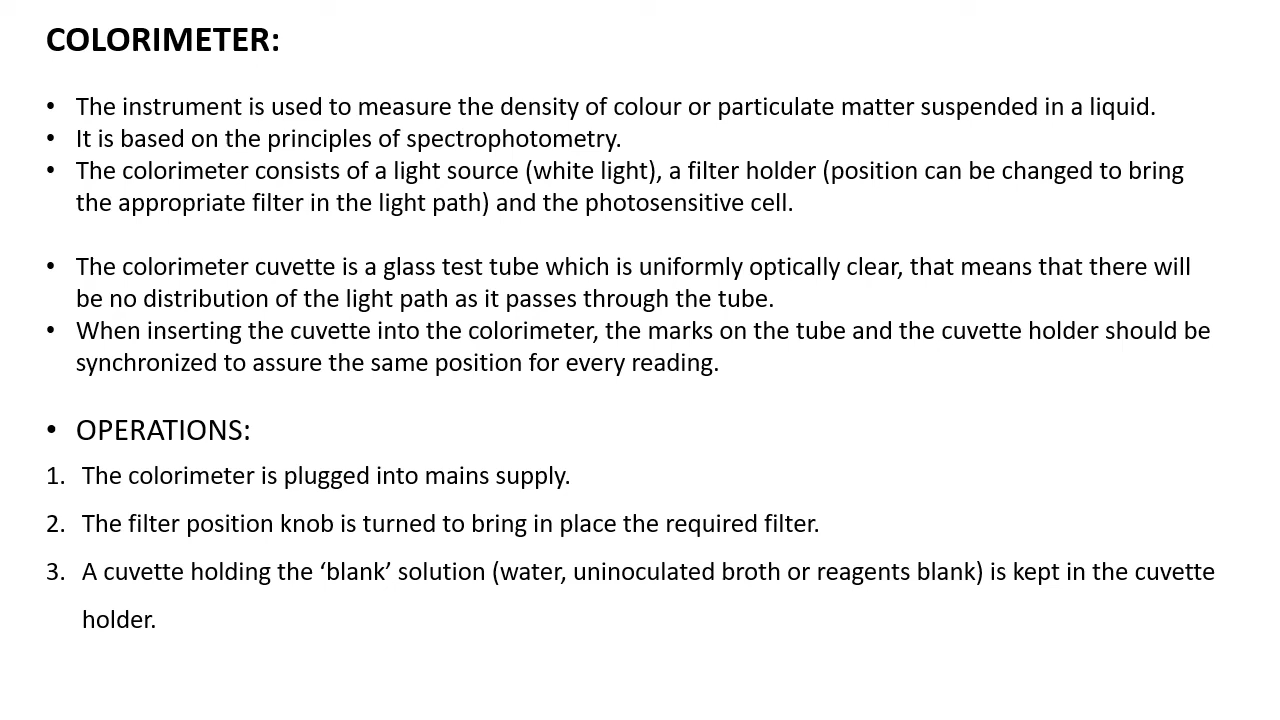 COLORIMETER:
• The instrument is used to measure the density of colour or particulate matter suspended in a liquid.
• It is based on the principles of spectrophotometry.
• The colorimeter consists of a light source (white light), a filter holder (position can be changed to bring
the appropriate filter in the light path) and the photosensitive cell.
• The colorimeter cuvette is a glass test tube which is uniformly optically clear, that means that there will
be no distribution of the light path as it passes through the tube.
• When inserting the cuvette into the colorimeter, the marks on the tube and the cuvette holder should be
synchronized to assure the same position for every reading.
• OPERATIONS:
1. The colorimeter is plugged into mains supply.
2. The filter position knob is turned to bring in place the required filter.
3. A cuvette holding the ‘blank’ solution (water, uninoculated broth or reagents blank) is kept in the cuvette
holder.